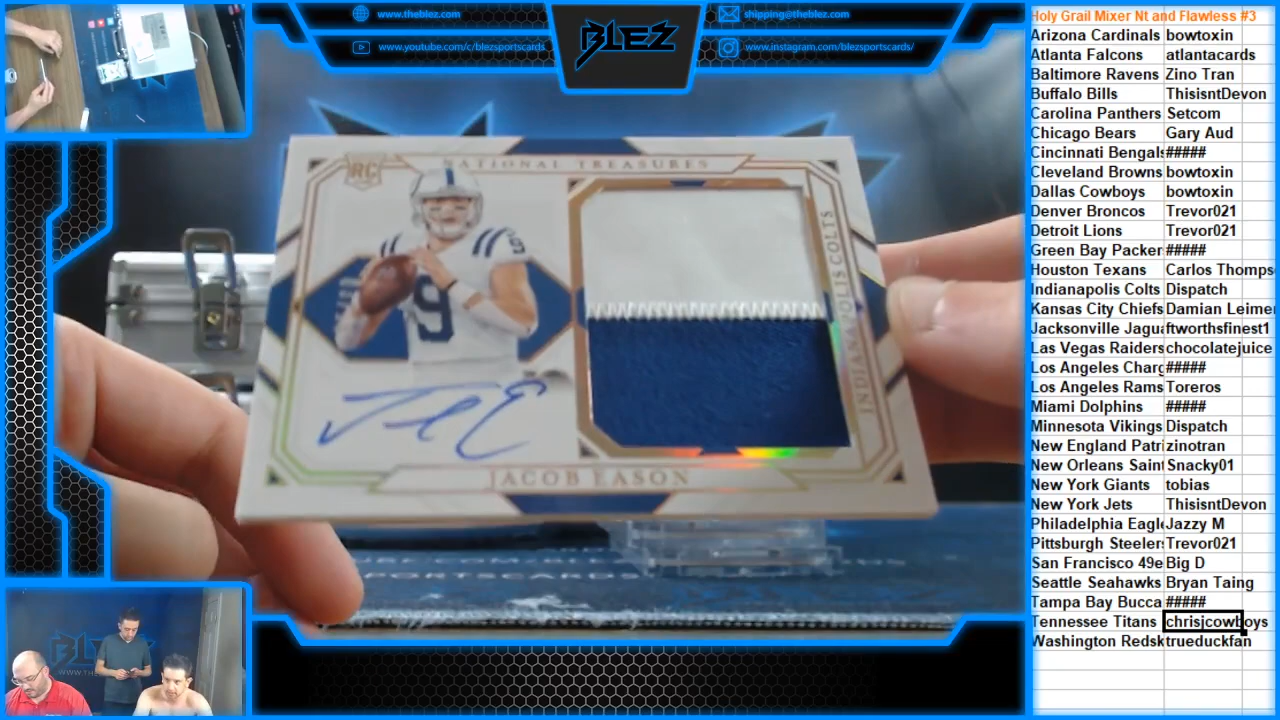 www.theblez.com
www.youtube.com/c/blezsportscards
BLEZ
shipping@theblez.com
www.instagram.com/blezsportscards/
RC
NATIONAL TREASURES
9
INDIANAPOLIS COLTS
JACOB EASON
Holy Grail Mixer Nt and Flawless #3
Arizona Cardinals bowtoxin
Atlanta Falcons atlantacards
Baltimore Ravens Zino Tran
Buffalo Bills ThisisntDevon
Carolina Panthers Setcom
Chicago Bears Gary Aud
Cincinnati Bengals #####
Cleveland Browns bowtoxin
Dallas Cowboys bowtoxin
Denver Broncos Trevor021
Detroit Lions Trevor021
Green Bay Packer #####
Houston Texans Carlos Thomps
Indianapolis Colts Dispatch
Kansas City Chiefs Damian Leime
Jacksonville Jagua ftworthsfinest1
Las Vegas Raiders chocolatejuice
Los Angeles Charg #####
Los Angeles Rams Toreros
Miami Dolphins #####
Minnesota Vikings Dispatch
New England Patri zinotran
New Orleans Saint Snacky01
New York Giants tobias
New York Jets ThisisntDevon
Philadelphia Eagle Jazzy M
Pittsburgh Steelers Trevor021
San Francisco 49e Big D
Seattle Seahawks Bryan Taing
Tampa Bay Bucca #####
Tennessee Titans chrisjcowboys
Washington Redsk trueduckfan